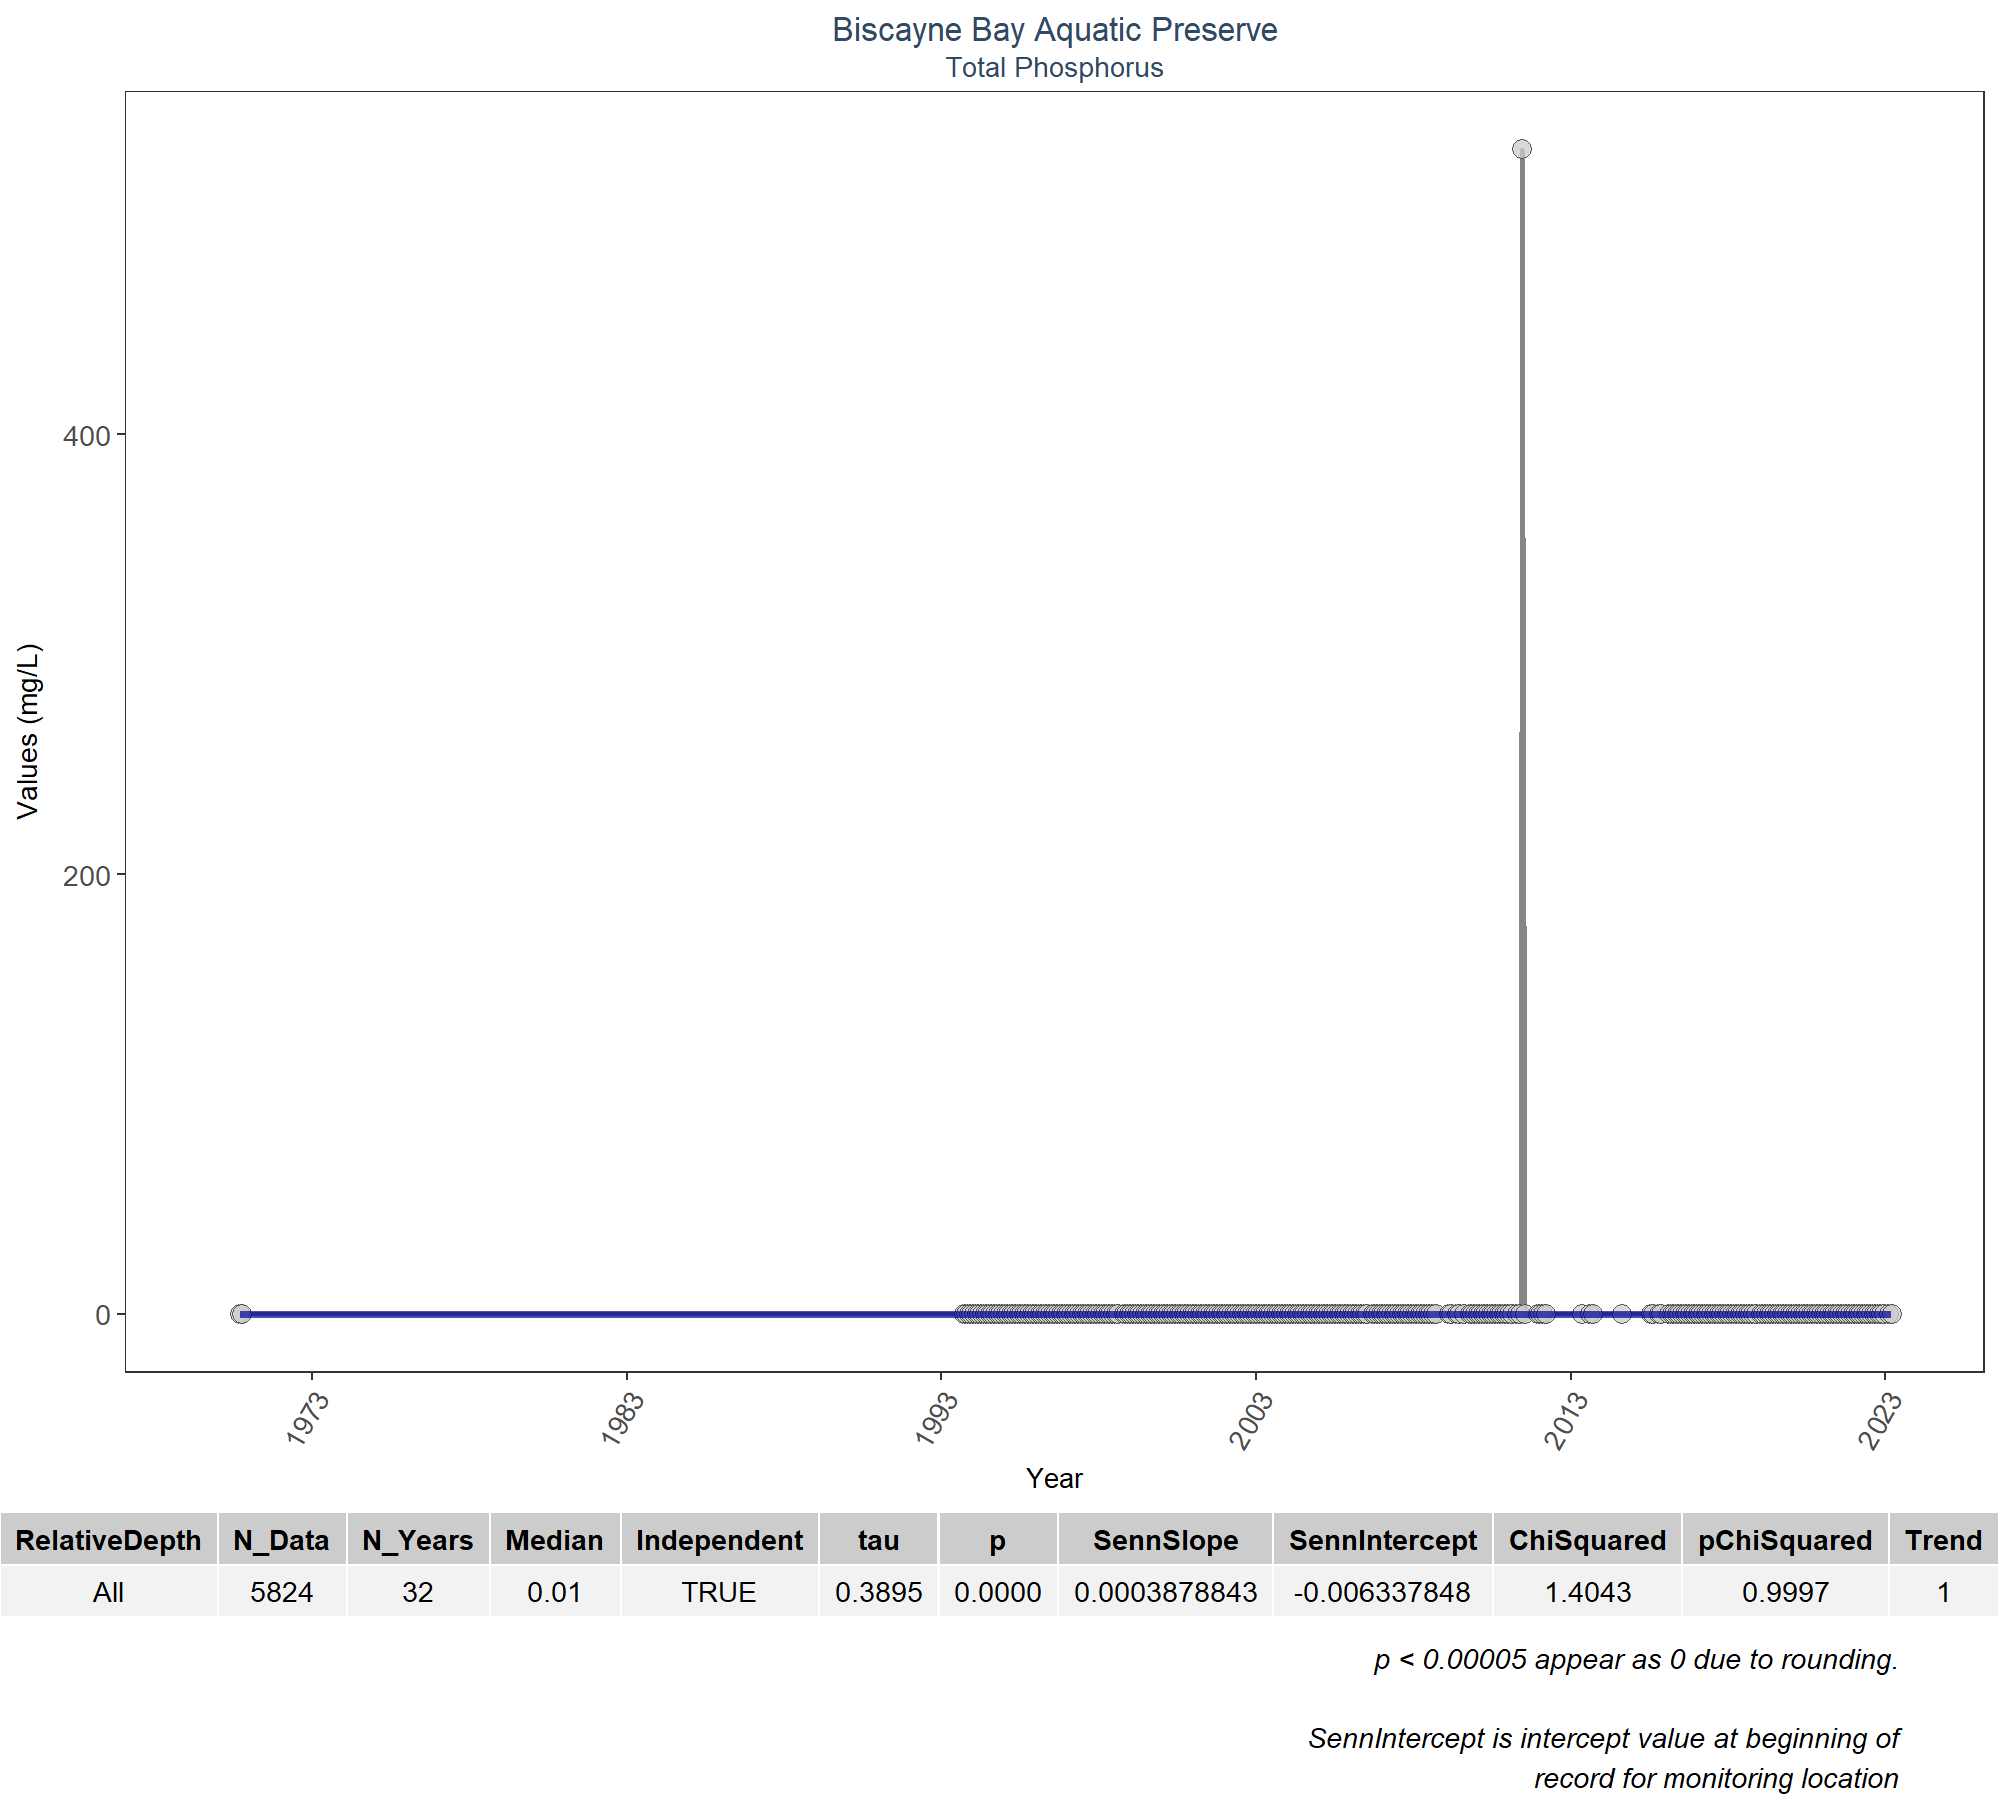 Biscayne Bay Aquatic Preserve
Total Phosphorus
Values (mg/L)
400
200
0
1973 1983 1993 2003 2013 2023
Year
RelativeDepth N_Data N_Years Median Independent tau p SennSlope SennIntercept ChiSquared pChiSquared Trend
All 5824 32 0.01 TRUE 0.3895 0.0000 0.0003878843 -0.006337848 1.4043 0.9997 1
p < 0.00005 appear as 0 due to rounding.
SennIntercept is intercept value at beginning of
record for monitoring location